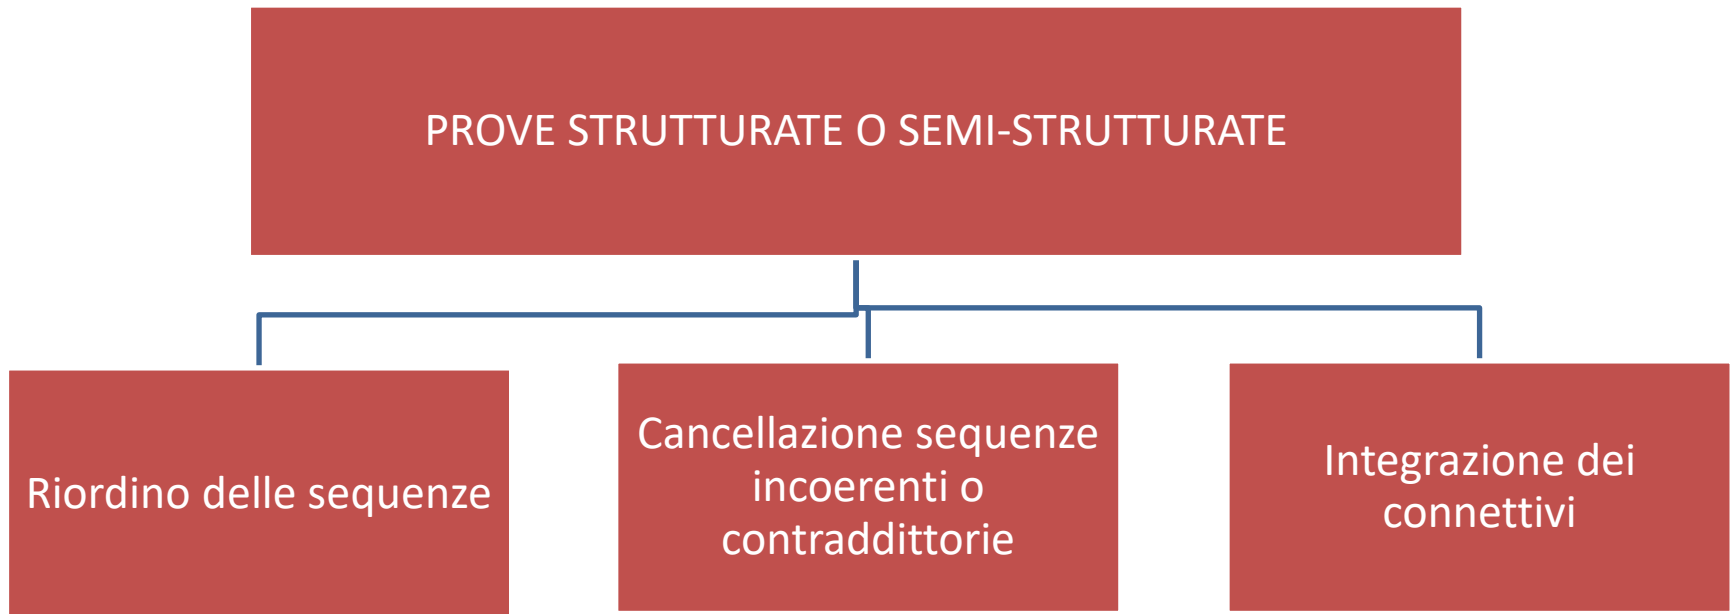 PROVE STRUTTURATE O SEMI-STRUTTURATE
Riordino delle sequenze
Cancellazione sequenze
incoerenti o
contraddittorie
Integrazione dei
connettivi